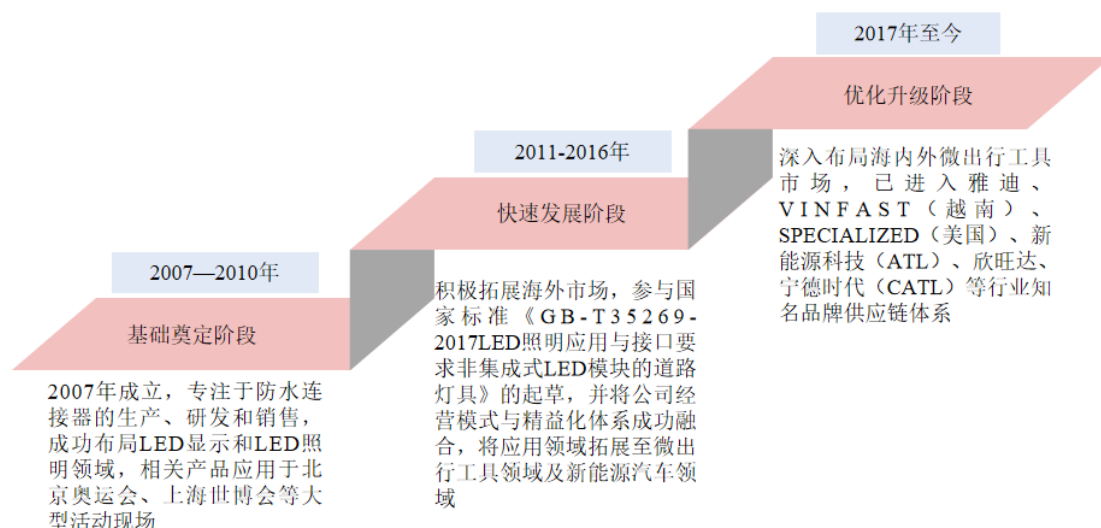 2007—2010年
基础奠定阶段
2007年成立，专注于防水连
接器的生产、研发和销售，
成功布局LED显示和LED照
明领域，相关产品应用于北
京奥运会、上海世博会等大
型活动现场
2011-2016年
快速发展阶段
积极拓展海外市场，参与国
家标准《GB-T35269-
2017LED照明应用与接口要
求非集成式LED模块的道路
灯具》的起草，并将公司经
营模式与精益化体系成功融
合，将应用领域拓展至微出
行工具领域及新能源汽车领
域
2017年至今
优化升级阶段
深入布局海内外微出行工具
市场，已进入雅迪、
VINFAST（越南）、
SPECIALIZED（美国）、新
能源科技（ATL）、欣旺达、
宁德时代（CATL）等行业知
名品牌供应链体系